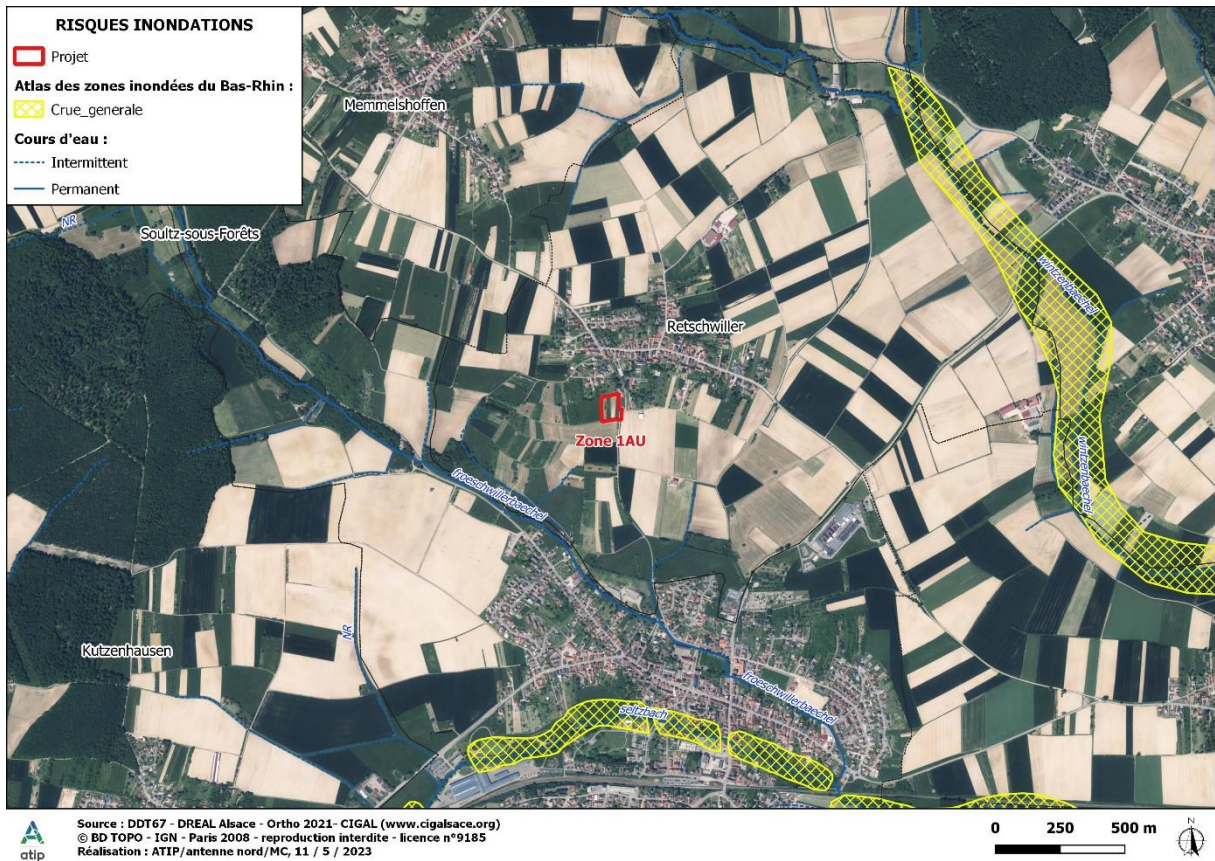 RISQUES INONDATIONS
Projet
Atlas des zones inondées du Bas-Rhin :
Crue_generale
Cours d'eau :
Intermittent
Permanent
Memmelshoffen
NR
Soultz-sous-Forêts
wintzenbaechel
Retschwiller
Zone 1AU
wintzenbaechel
froeschwillerbaechel
NR
Kutzenhausen
froeschwillerbaechel
seltzbach
atip
Source : DDT67 - DREAL Alsace - Ortho 2021- CIGAL (www.cigalsace.org)
© BD TOPO - IGN - Paris 2008 - reproduction interdite - licence n°9185
Réalisation : ATIP/antenne nord/MC, 11 / 5 / 2023
0 250 500 m
N